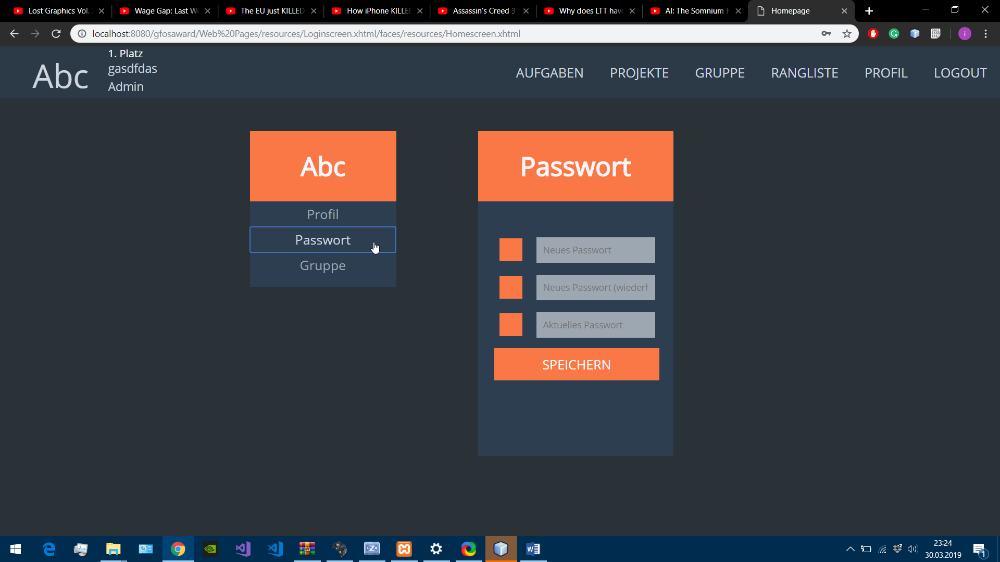 Lost Graphics Vol.
Wage Gap: Last W
The EU just KILLED
How iPhone KILLE
Assassin's Creed 3
Why does LTT hav
AI: The Somnium F
Homepage
localhost:8080/gfosaward/Web%20Pages/resources/Loginscreen.xhtml/faces/resources/Homescreen.xhtml
i
Abc
1. Platz
gasdfdas
Admin
AUFGABEN
PROJEKTE
GRUPPE
RANGLISTE
PROFIL
LOGOUT
Abc
Profil
Passwort
Gruppe
Passwort
Neues Passwort
Neues Passwort (wiederh
Aktuelles Passwort
SPEICHERN
23:24
30.03.2019
1